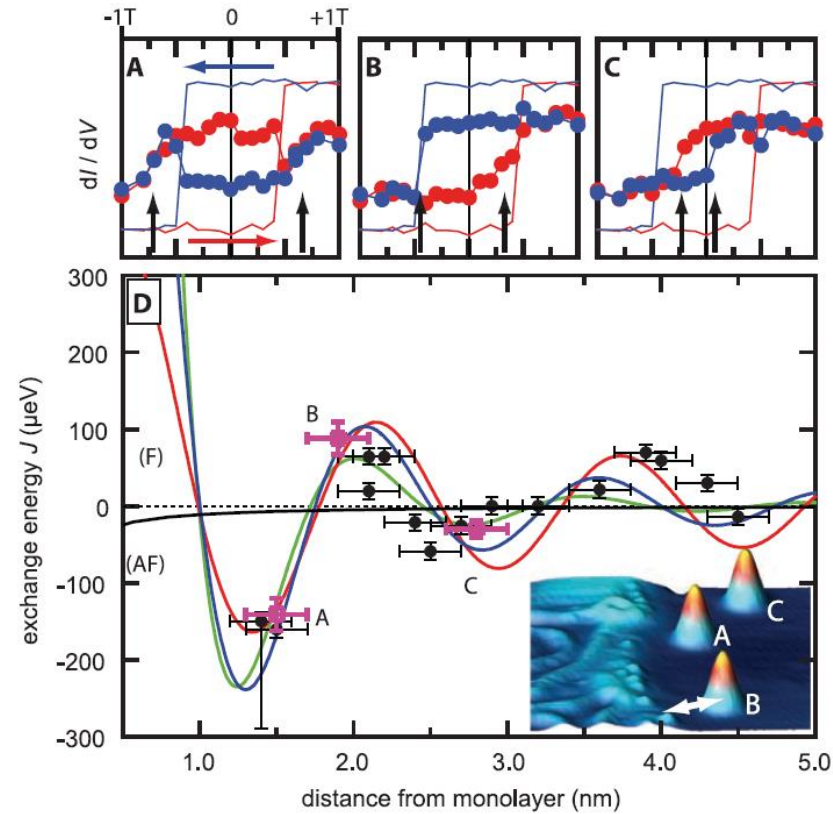 -1T 0 +1T
A B C
dI / dV
D
300
200
100
0
-100
-200
-300
exchange energy J (µeV)
(F)
(AF)
B
A
C
C
A
B
1.0 2.0 3.0 4.0 5.0
distance from monolayer (nm)